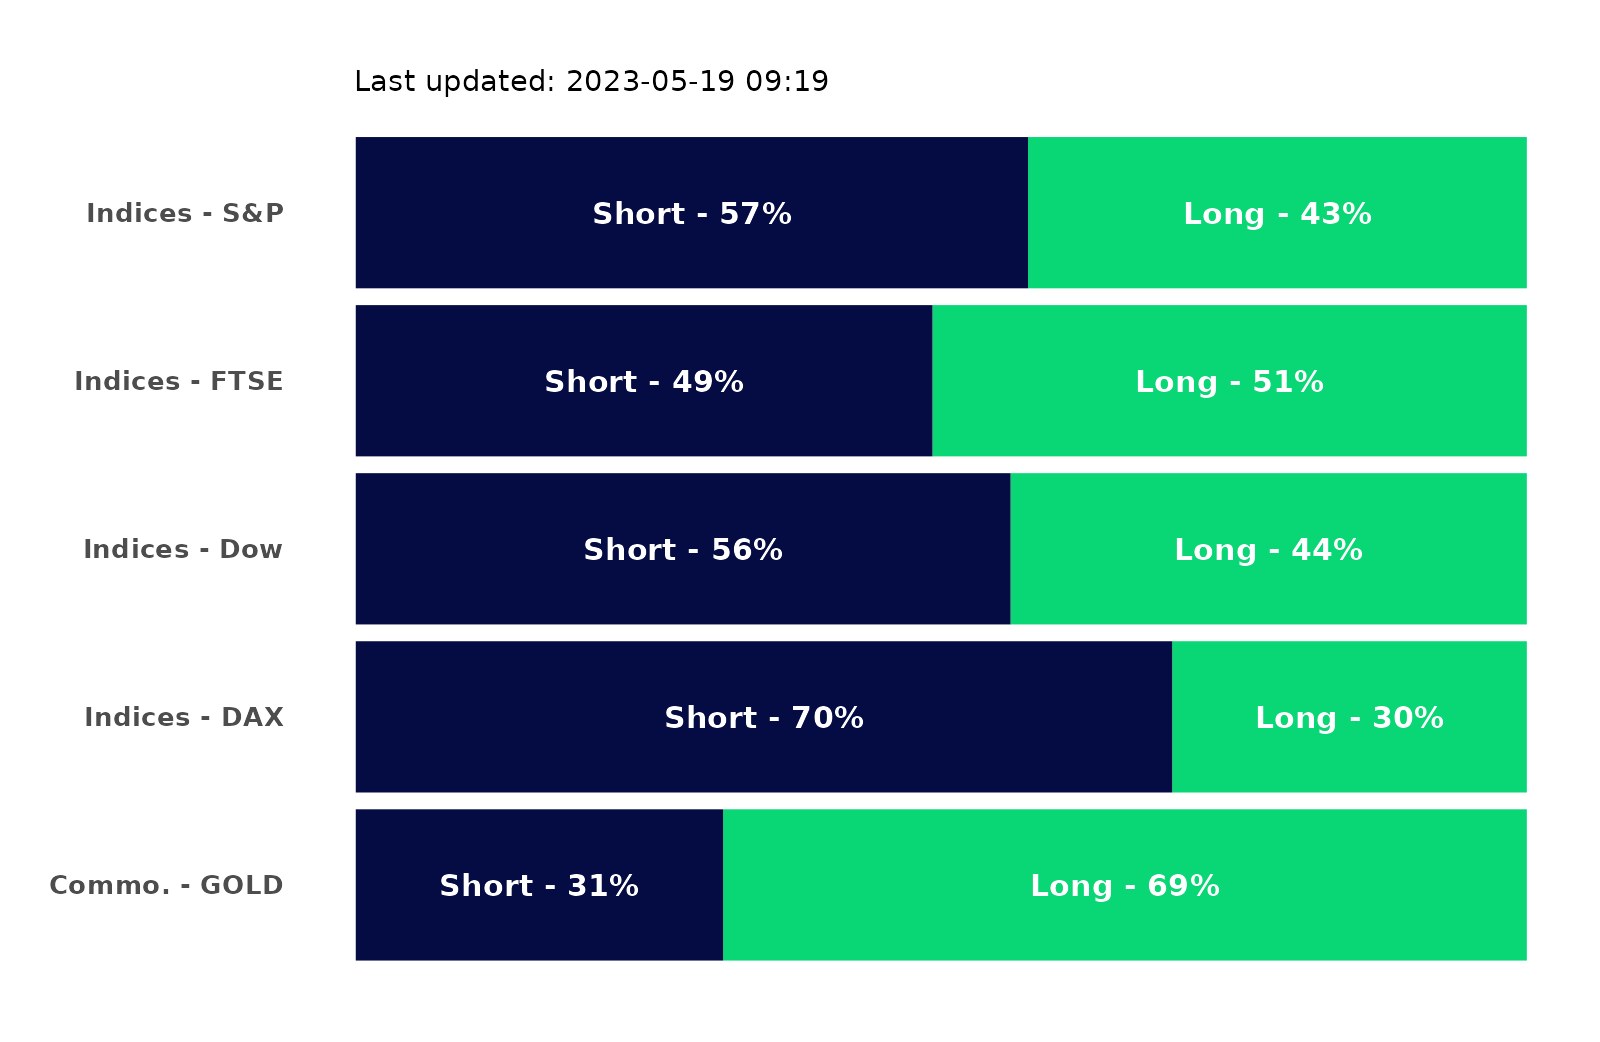 Last updated: 2023-05-19 09:19
Indices - S&P
Short - 57%
Long - 43%
Indices - FTSE
Short - 49%
Long - 51%
Indices - Dow
Short - 56%
Long - 44%
Indices - DAX
Short - 70%
Long - 30%
Commo. - GOLD
Short - 31%
Long - 69%